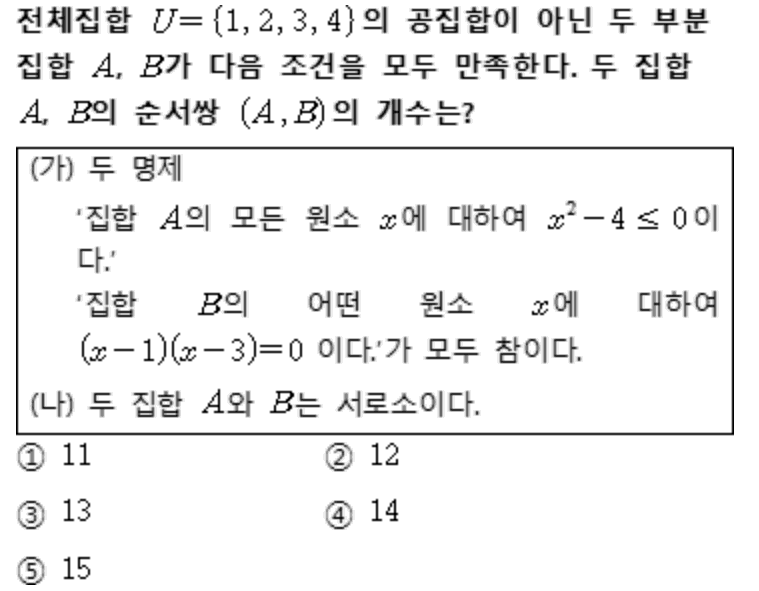 전체집합 U={1, 2, 3, 4}의 공집합이 아닌 두 부분
집합 A, B가 다음 조건을 모두 만족한다. 두 집합
A, B의 순서쌍 (A,B)의 개수는?
(가) 두 명제
'집합 A의 모든 원소 x에 대하여 x²−4 ≤ 0이
다.'
'집합 B의 어떤 원소 x에 대하여
(x−1)(x−3)=0 이다.'가 모두 참이다.
(나) 두 집합 A와 B는 서로소이다.
① 11 ② 12
③ 13 ④ 14
⑤ 15